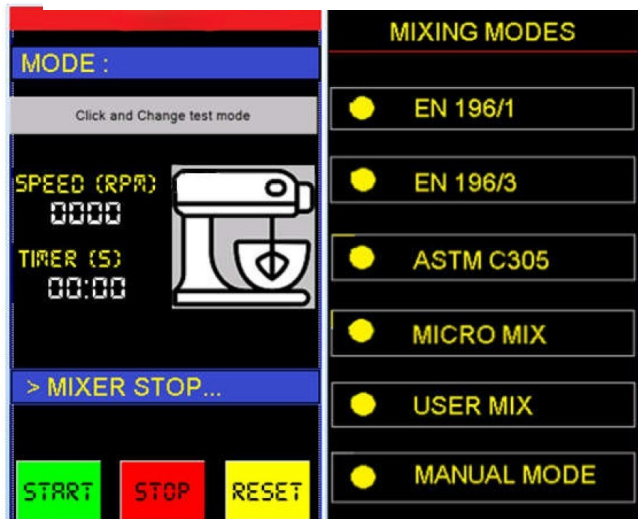 MODE :
Click and Change test mode
SPEED (RPM)
0000
TIMER (S)
00:00
> MIXER STOP...
START
STOP
RESET
MIXING MODES
EN 196/1
EN 196/3
ASTM C305
MICRO MIX
USER MIX
MANUAL MODE